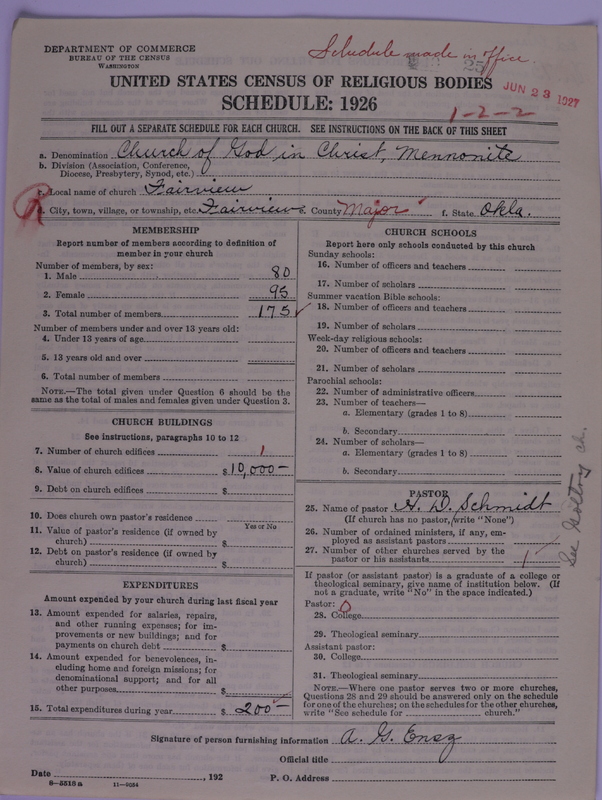 DEPARTMENT OF COMMERCE
BUREAU OF THE CENSUS
WASHINGTON
Schedule made in office
25
JUN 23 1927
UNITED STATES CENSUS OF RELIGIOUS BODIES
SCHEDULE: 1926
1-2-2
FILL OUT A SEPARATE SCHEDULE FOR EACH CHURCH. SEE INSTRUCTIONS ON THE BACK OF THIS SHEET
a. Denomination Church of God in Christ, Mennonite
b. Division (Association, Conference,
Diocese, Presbytery, Synod, etc.)
c. Local name of church Fairview
R
d. City, town, village, or township, etc. Fairview e. County Major f. State Okla.
MEMBERSHIP
Report number of members according to definition of
member in your church
Number of members, by sex:
1. Male 80
2. Female 95
3. Total number of members 175
Number of members under and over 13 years old:
4. Under 13 years of age
5. 13 years old and over
6. Total number of members
NOTE.—The total given under Question 6 should be the
same as the total of males and females given under Question 3.
CHURCH BUILDINGS
See instructions, paragraphs 10 to 12
7. Number of church edifices 1
8. Value of church edifices $10,000—
9. Debt on church edifices $
10. Does church own pastor's residence
Yes or No
11. Value of pastor's residence (if owned by
church) $
12. Debt on pastor's residence (if owned by
church) $
EXPENDITURES
Amount expended by your church during last fiscal year
13. Amount expended for salaries, repairs,
and other running expenses; for im-
provements or new buildings; and for
payments on church debt $
14. Amount expended for benevolences, in-
cluding home and foreign missions; for
denominational support; and for all
other purposes $
15. Total expenditures during year $ 200—
CHURCH SCHOOLS
Report here only schools conducted by this church
Sunday schools:
16. Number of officers and teachers
17. Number of scholars
Summer vacation Bible schools:
18. Number of officers and teachers
19. Number of scholars
Week-day religious schools:
20. Number of officers and teachers
21. Number of scholars
Parochial schools:
22. Number of administrative officers
23. Number of teachers—
a. Elementary (grades 1 to 8)
b. Secondary
24. Number of scholars—
a. Elementary (grades 1 to 8)
b. Secondary
PASTOR
25. Name of pastor H. D. Schmidt
(If church has no pastor, write "None")
26. Number of ordained ministers, if any, em-
ployed as assistant pastors
27. Number of other churches served by the
pastor or his assistants 1
If pastor (or assistant pastor) is a graduate of a college or
theological seminary, give name of institution below. (If
not a graduate, write "No" in the space indicated.)
Pastor:
28. College
29. Theological seminary
Assistant pastor:
30. College
31. Theological seminary
NOTE.—Where one pastor serves two or more churches,
Questions 28 and 29 should be answered only on the schedule
for one of the churches; on the schedules for the other churches,
write "See schedule for church."
See ch.
Signature of person furnishing information A. G. Ensz
Official title
Date , 192
P. O. Address
8-5518a 11-9024